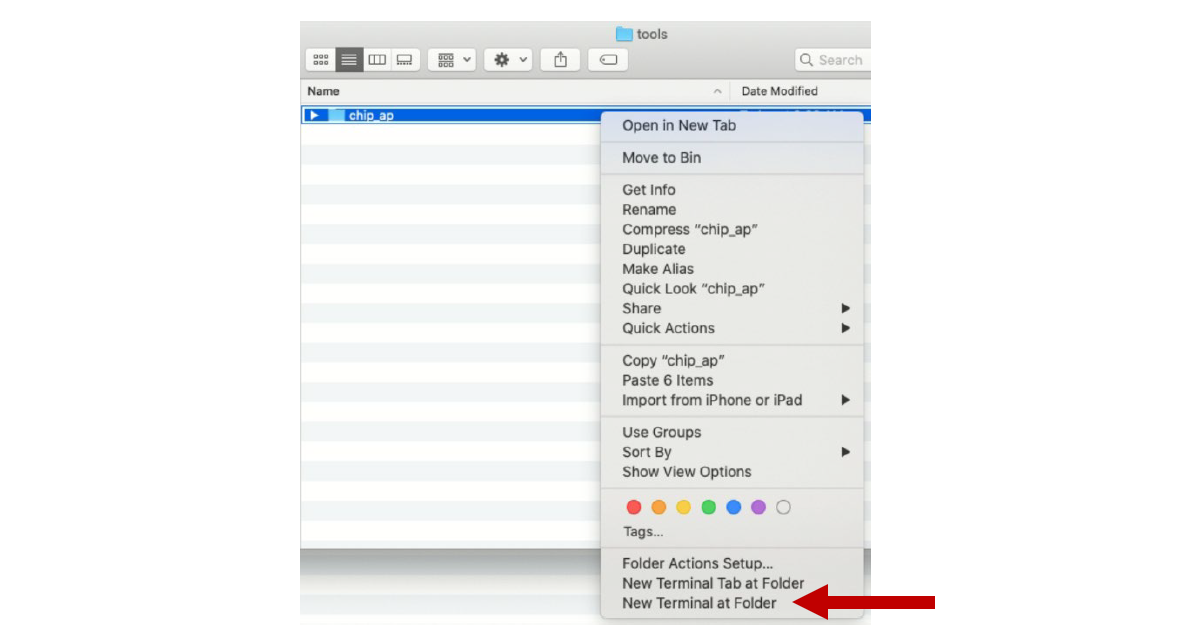 tools
Search
Name Date Modified
chip_ap
Open in New Tab
Move to Bin
Get Info
Rename
Compress “chip_ap”
Duplicate
Make Alias
Quick Look “chip_ap”
Share
Quick Actions
Copy “chip_ap”
Paste 6 Items
Import from iPhone or iPad
Use Groups
Sort By
Show View Options
Tags...
Folder Actions Setup...
New Terminal Tab at Folder
New Terminal at Folder